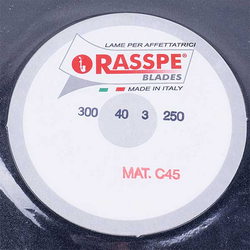 LAME PER AFFETTATRICI
RASSPE
BLADES
MADE IN ITALY
300 40 3 250
MAT. C45